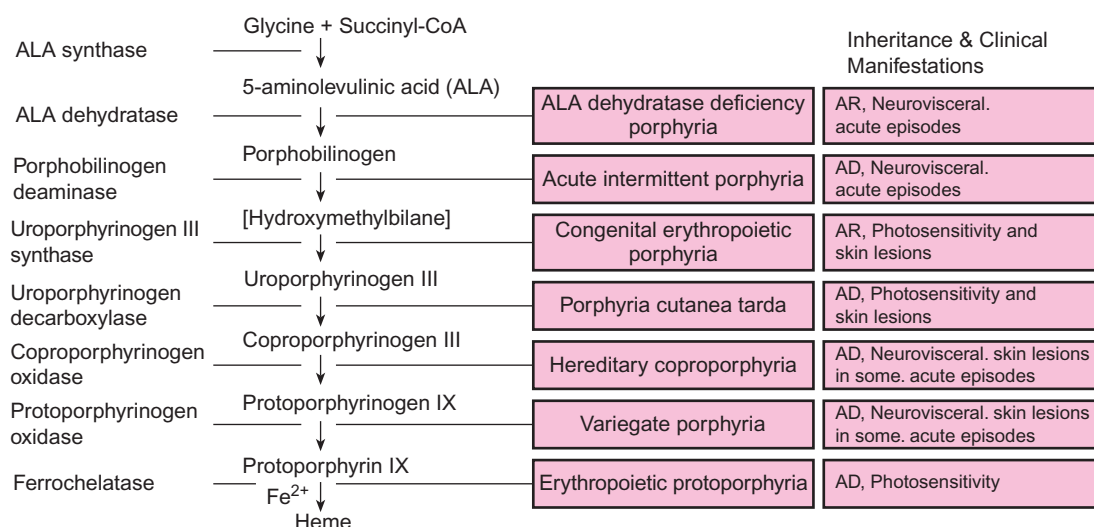 Glycine + Succinyl-CoA
ALA synthase
Inheritance & Clinical
Manifestations
5-aminolevulinic acid (ALA)
ALA dehydratase
ALA dehydratase deficiency
porphyria
AR, Neurovisceral.
acute episodes
Porphobilinogen
Porphobilinogen
deaminase
Acute intermittent porphyria
AD, Neurovisceral.
acute episodes
[Hydroxymethylbilane]
Uroporphyrinogen III
synthase
Congenital erythropoietic
porphyria
AR, Photosensitivity and
skin lesions
Uroporphyrinogen III
Uroporphyrinogen
decarboxylase
Porphyria cutanea tarda
AD, Photosensitivity and
skin lesions
Coproporphyrinogen III
Coproporphyrinogen
oxidase
Hereditary coproporphyria
AD, Neurovisceral. skin lesions
in some. acute episodes
Protoporphyrinogen IX
Protoporphyrinogen
oxidase
Variegate porphyria
AD, Neurovisceral. skin lesions
in some. acute episodes
Protoporphyrin IX
Ferrochelatase
Fe²⁺
Erythropoietic protoporphyria
AD, Photosensitivity
Heme